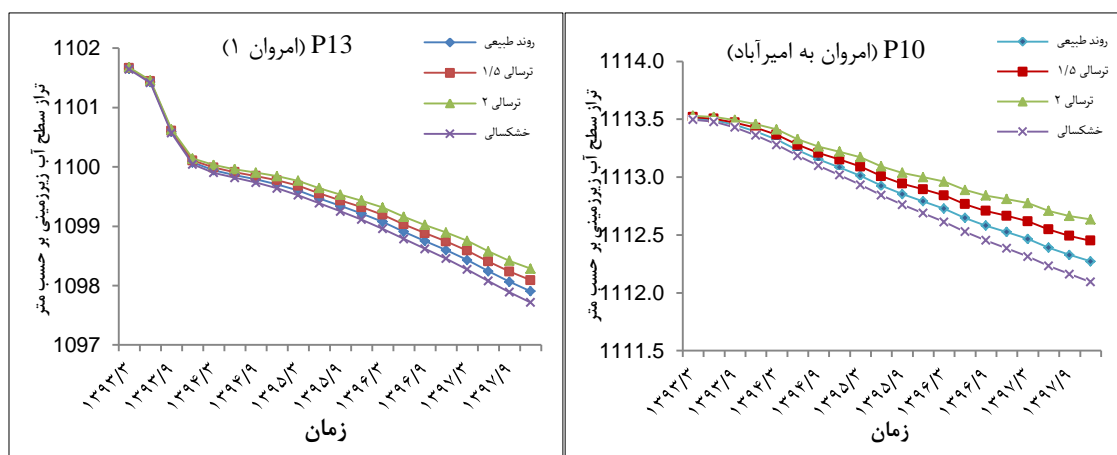 P13 (امروان ۱)
تراز سطح آب زیرزمینی بر حسب متر
1102
1101
1100
1099
1098
1097
روند طبیعی
ترسالی ۱/۵
ترسالی ۲
خشکسالی
۱۳۹۳/۳
۱۳۹۳/۹
۱۳۹۴/۳
۱۳۹۴/۹
۱۳۹۵/۳
۱۳۹۵/۹
۱۳۹۶/۳
۱۳۹۶/۹
۱۳۹۷/۳
۱۳۹۷/۹
زمان
P10 (امروان به امیرآباد)
تراز سطح آب زیرزمینی بر حسب متر
1114.0
1113.5
1113.0
1112.5
1112.0
1111.5
روند طبیعی
ترسالی ۱/۵
ترسالی ۲
خشکسالی
۱۳۹۳/۳
۱۳۹۳/۹
۱۳۹۴/۳
۱۳۹۴/۹
۱۳۹۵/۳
۱۳۹۵/۹
۱۳۹۶/۳
۱۳۹۶/۹
۱۳۹۷/۳
۱۳۹۷/۹
زمان